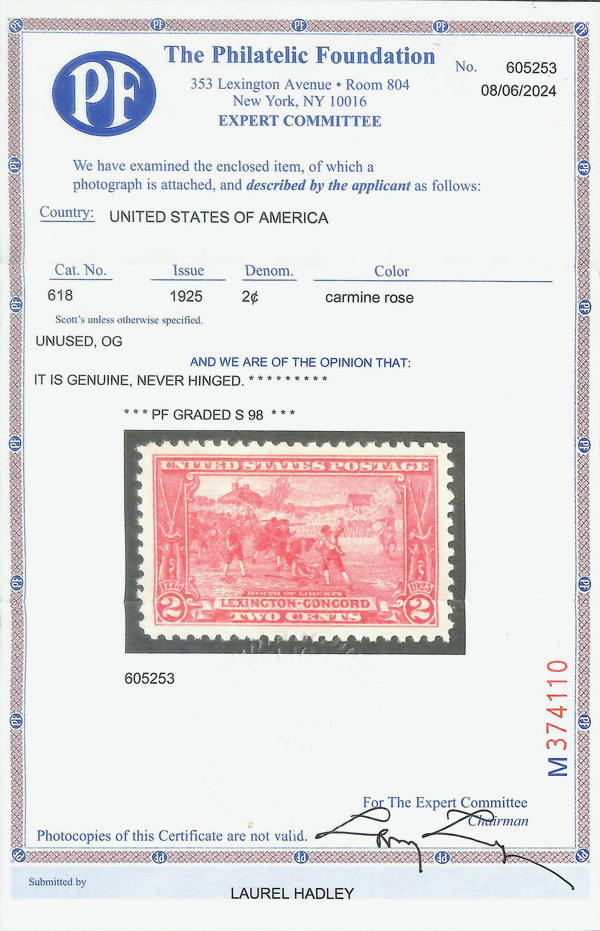 The Philatelic Foundation
No. 605253
353 Lexington Avenue • Room 804
08/06/2024
New York, NY 10016
EXPERT COMMITTEE
PF
We have examined the enclosed item, of which a
photograph is attached, and described by the applicant as follows:
Country: UNITED STATES OF AMERICA
Cat. No. Issue Denom. Color
618 1925 2¢ carmine rose
Scott's unless otherwise specified.
UNUSED, OG
AND WE ARE OF THE OPINION THAT:
IT IS GENUINE, NEVER HINGED. * * * * * * * * *
* * * PF GRADED S 98 * * *
UNITED STATES POSTAGE
1775 1925
BIRTH OF LIBERTY
2 LEXINGTON-CONCORD 2
TWO CENTS
605253
M374110
For The Expert Committee
Chairman
Photocopies of this Certificate are not valid.
Submitted by
LAUREL HADLEY